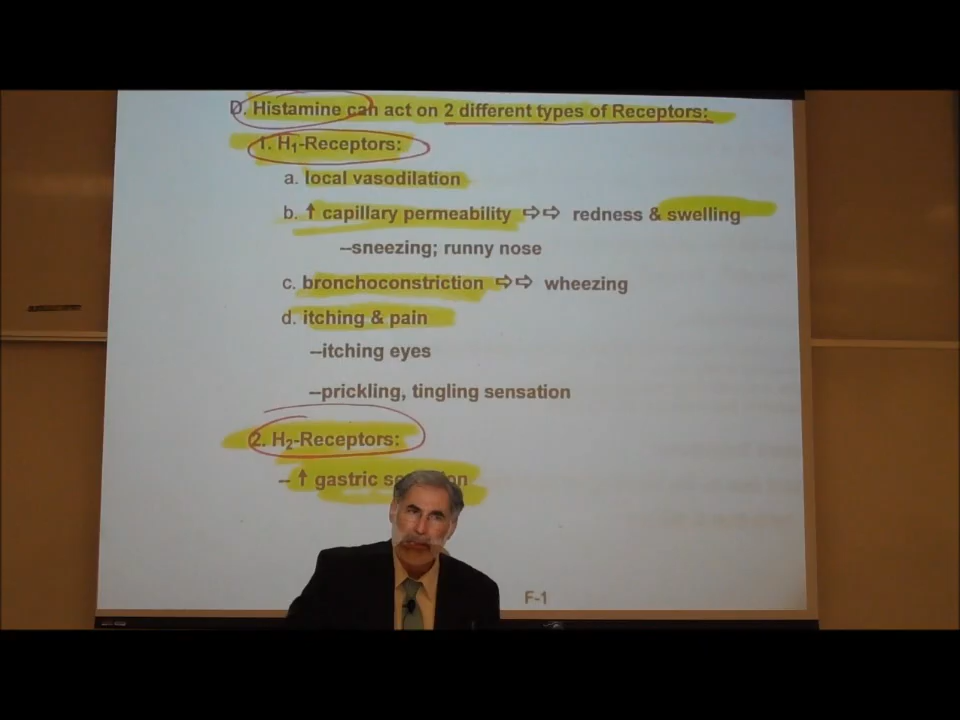 D. Histamine can act on 2 different types of Receptors:
1. H₁-Receptors:
a. local vasodilation
b. ↑ capillary permeability ⇨⇨ redness & swelling
--sneezing; runny nose
c. bronchoconstriction ⇨⇨ wheezing
d. itching & pain
--itching eyes
--prickling, tingling sensation
2. H₂-Receptors:
-- ↑ gastric
F-1